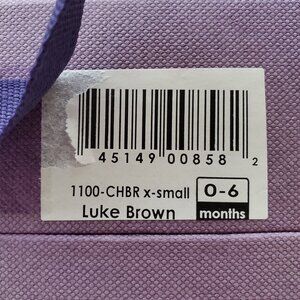 45149 00858 2
1100-CHBR x-small
0-6
Luke Brown
months